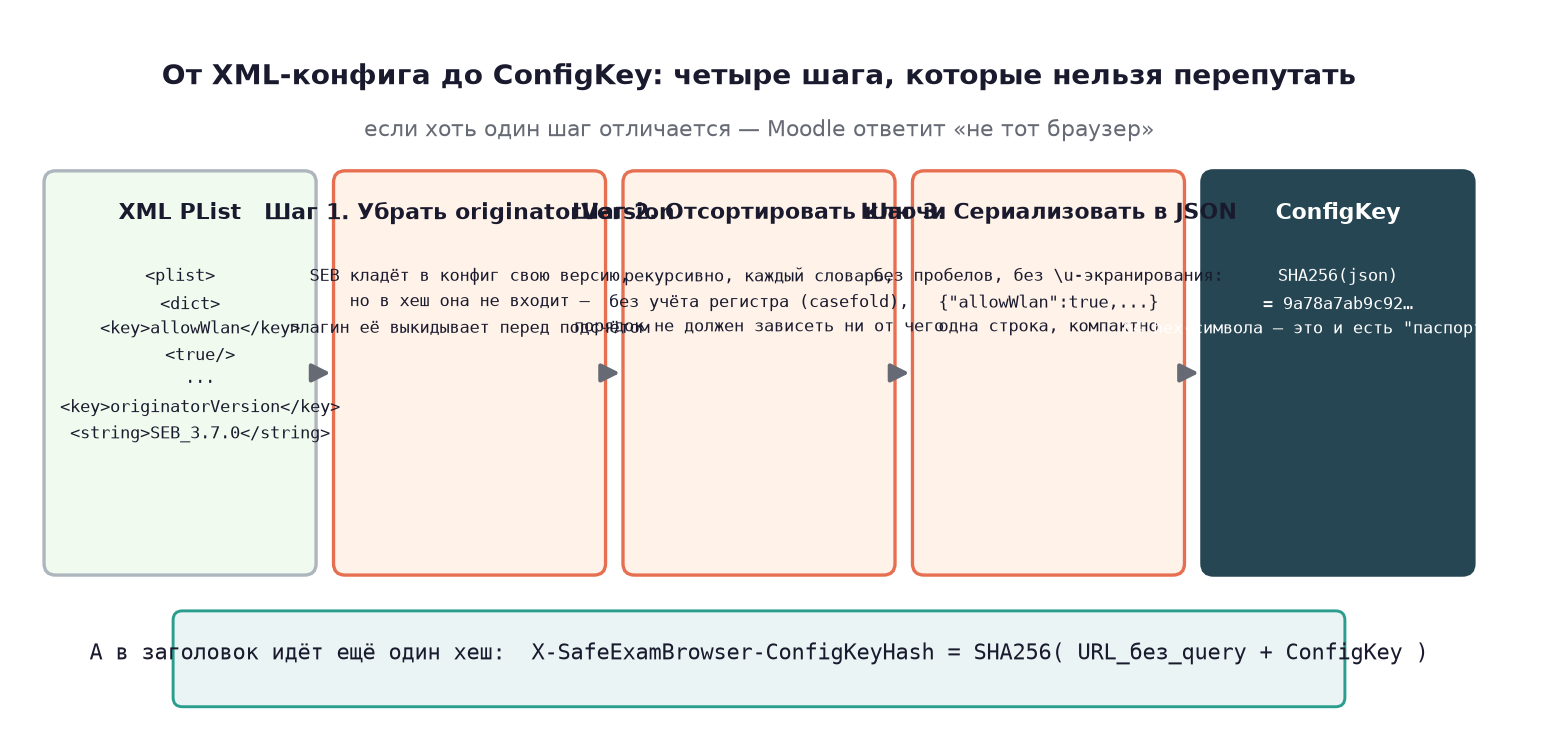 От XML-конфига до ConfigKey: четыре шага, которые нельзя перепутать
если хоть один шаг отличается — Moodle ответит «не тот браузер»
XML PList
<plist>
<dict>
<key>allowWlan</key>
<true/>
...
<key>originatorVersion</key>
<string>SEB_3.7.0</string>
Шаг 1. Убрать originatorVersion
SEB кладёт в конфиг свою версию,
но в хеш она не входит —
плагин её выкидывает перед подсчётом
Шаг 2. Отсортировать ключи
рекурсивно, каждый словарь,
без учёта регистра (casefold),
порядок не должен зависеть ни от чего
Шаг 3. Сериализовать в JSON
без пробелов, без \u-экранирования:
{"allowWlan":true,...}
одна строка, компактно
ConfigKey
SHA256(json)
= 9a78a7ab9c92…
символа — это и есть "паспорт
А в заголовок идёт ещё один хеш:  X-SafeExamBrowser-ConfigKeyHash = SHA256( URL_без_query + ConfigKey )